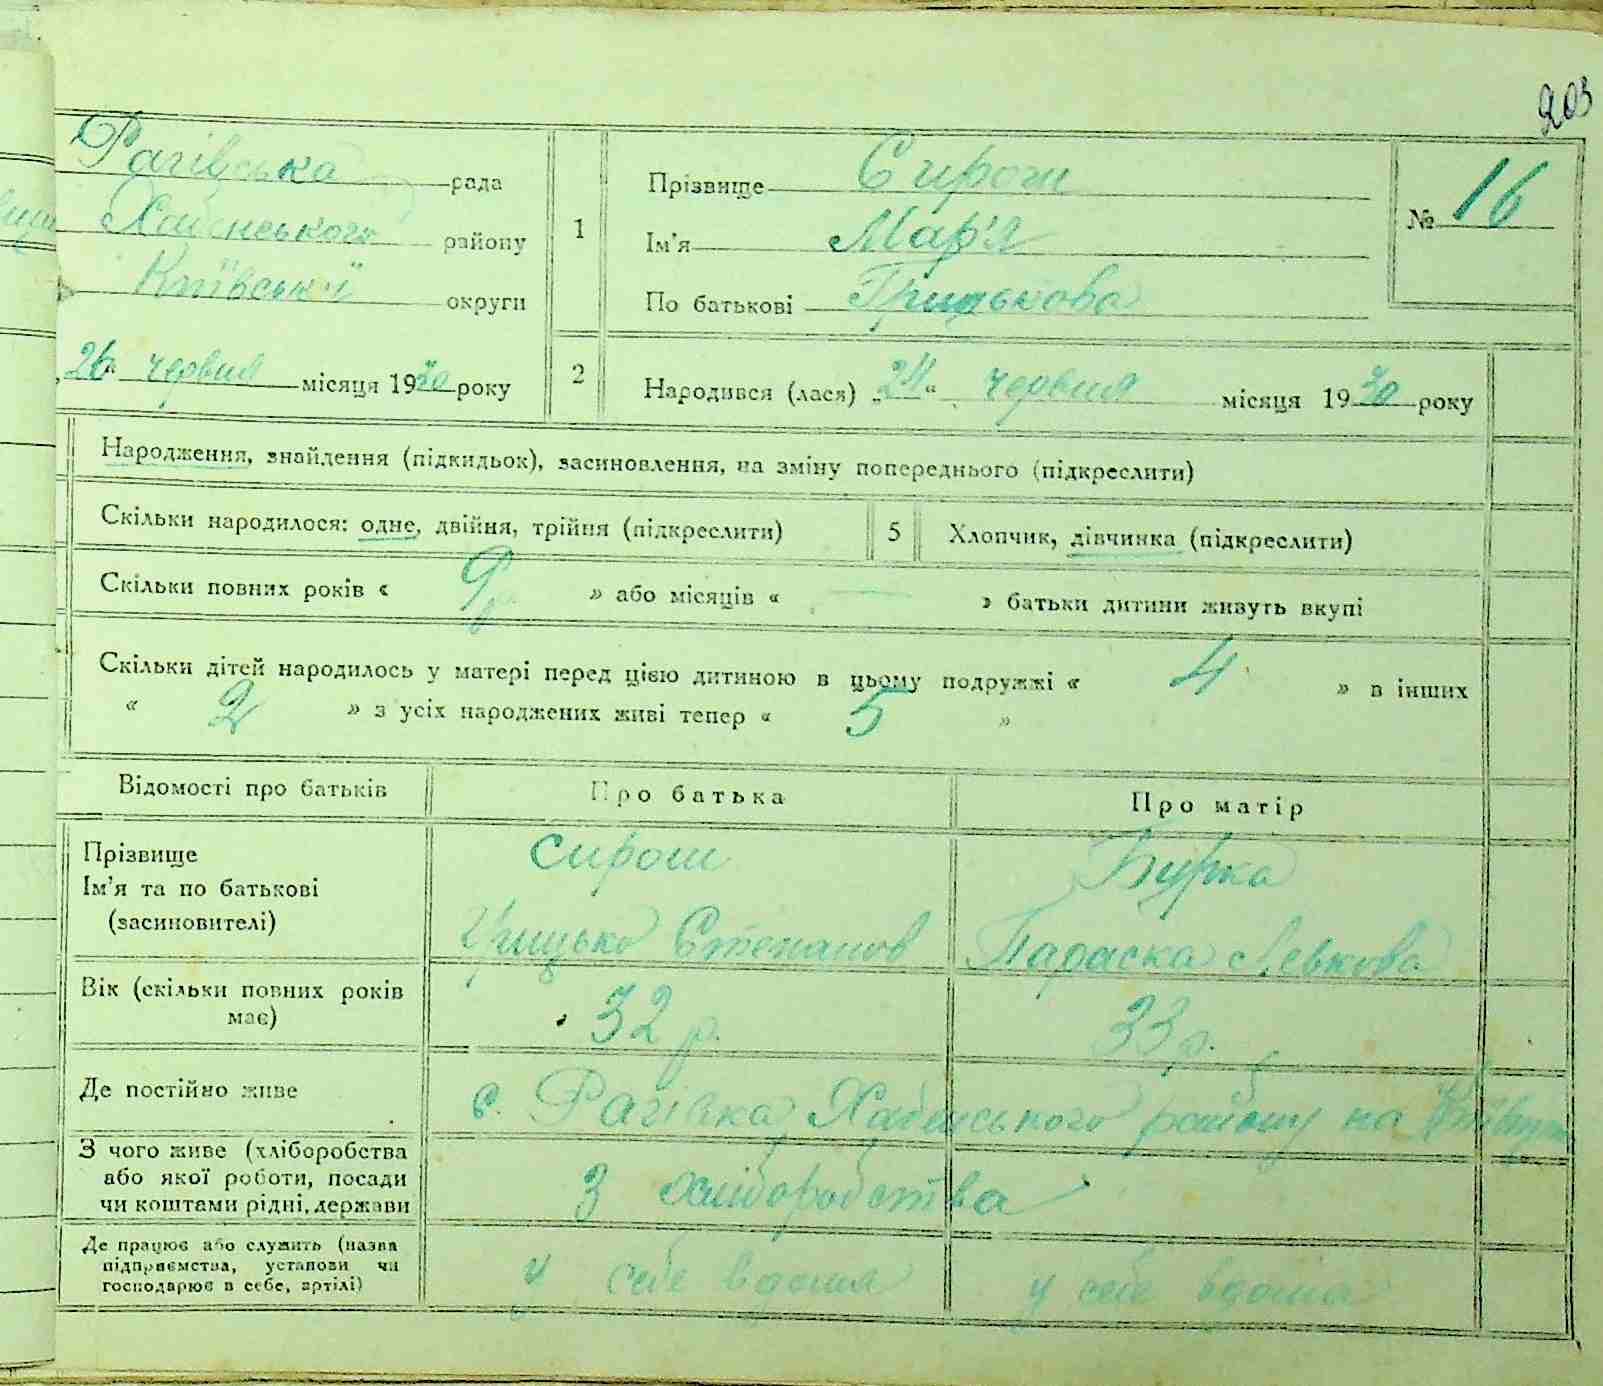 203
Рагівська рада
Хабенського району
Київської округи
„26“ червня місяця 1930 року
1
Прізвище Сирош
Ім'я Мар'я
По батькові Грицькова
№ 16
2
Народився (лася) „24“ червня місяця 1930 року
Народження, знайдення (підкидьок), засиновлення, на зміну попереднього (підкреслити)
Скільки народилося: одне, двійня, трійня (підкреслити)
5
Хлопчик, дівчинка (підкреслити)
Скільки повних років « 9 » або місяців « — » батьки дитини живуть вкупі
Скільки дітей народилось у матері перед цією дитиною в цьому подружжі « 4 » в інших
« 2 » з усіх народжених живі тепер « 5 »
Відомості про батьків
Про батька
Про матір
Прізвище
Ім'я та по батькові
(засиновителі)
Сирош
Грицько Степанов
Бурка
Параска Левкова
Вік (скільки повних років
має)
32 р.
33 р.
Де постійно живе
с. Рагівка Хабенського району на
З чого живе (хліборобства
або якої роботи, посади
чи коштами рідні, держави
З хліборобства
Де працює або служить (назва
підприємства, установи чи
господарює в себе, артілі)
у себе вдома
у себе вдома